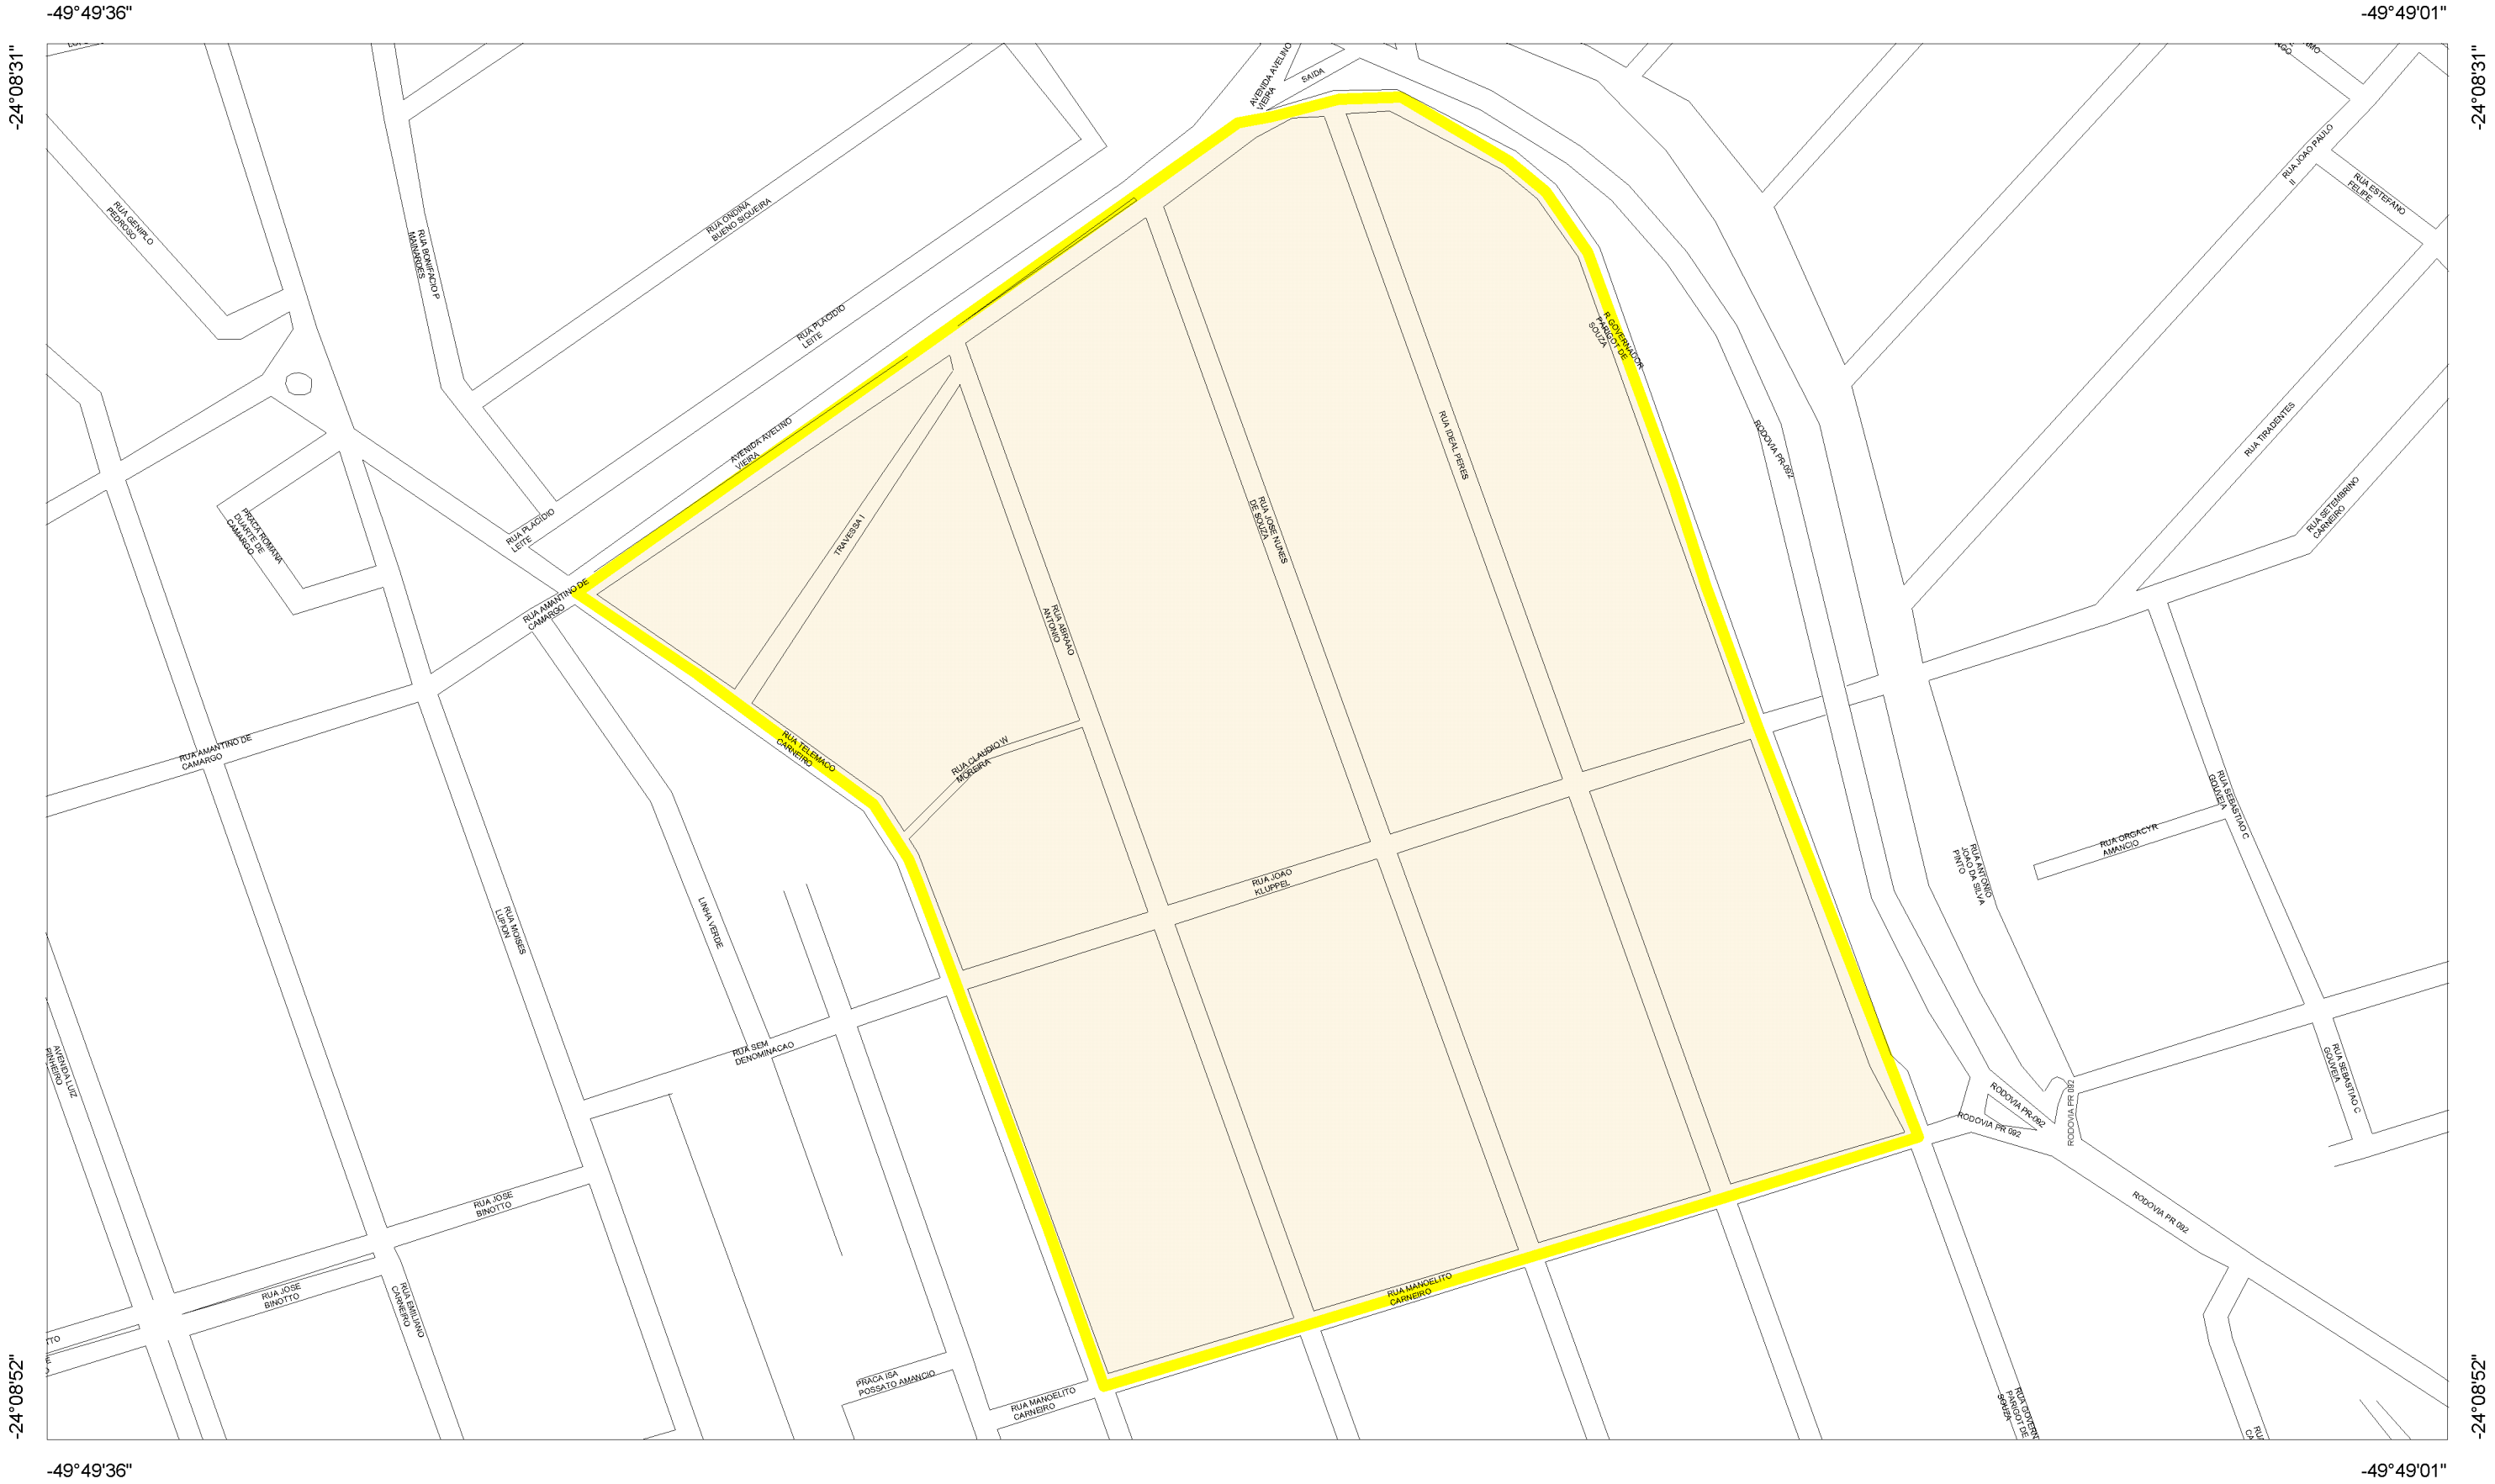 -49°49'36"
-49°49'01"
-24°08'31"
-24°08'31"
AVENIDA AVELINO
VIEIRA
SAIDA
RUA JOAO PAULO
II
RUA ESTEFANO
FELIPE
RUA GENIPLO
PEDROSO
RUA BONIFACIO P
MAINARDES
RUA ONDINA
BUENO SIQUEIRA
RUA PLACIDIO
LEITE
R GOVERNADOR
PARIGOT DE
SOUZA
AVENIDA AVELINO
VIEIRA
RUA IDEAL PERES
RODOVIA PR-092
RUA TIRADENTES
RUA SETEMBRINO
CARNEIRO
PRACA ROMANA
DUARTE DE
CAMARGO
RUA PLACIDIO
LEITE
TRAVESSA I
RUA JOSE NUNES
DE SOUZA
RUA AMANTINO DE
CAMARGO
RUA ABRAAO
ANTONIO
RUA AMANTINO DE
CAMARGO
RUA TELEMACO
CARNEIRO
RUA CLAUDIO W
MOREIRA
RUA SEBASTIAO C
GOUVEIA
RUA ORGACYR
AMANCIO
RUA ANTONIO
JOAO DA SILVA
PINTO
RUA JOAO
KLUPPEL
RUA MOISES
LUPION
LINHA VERDE
RUA SEM
DENOMINACAO
AVENIDA LUIZ
PINHEIRO
RUA SEBASTIAO C
GOUVEIA
RODOVIA PR-092
RODOVIA PR 092
RODOVIA PR 092
RODOVIA PR 092
RUA JOSE
BINOTTO
RUA JOSE
BINOTTO
RUA EMILIANO
CARNEIRO
RUA MANOELITO
CARNEIRO
PRACA ISA
POSSATO AMANCIO
RUA MANOELITO
CARNEIRO
RUA GOVERN
PARIGOT DE
SOUZA
-24°08'52"
-24°08'52"
-49°49'36"
-49°49'01"